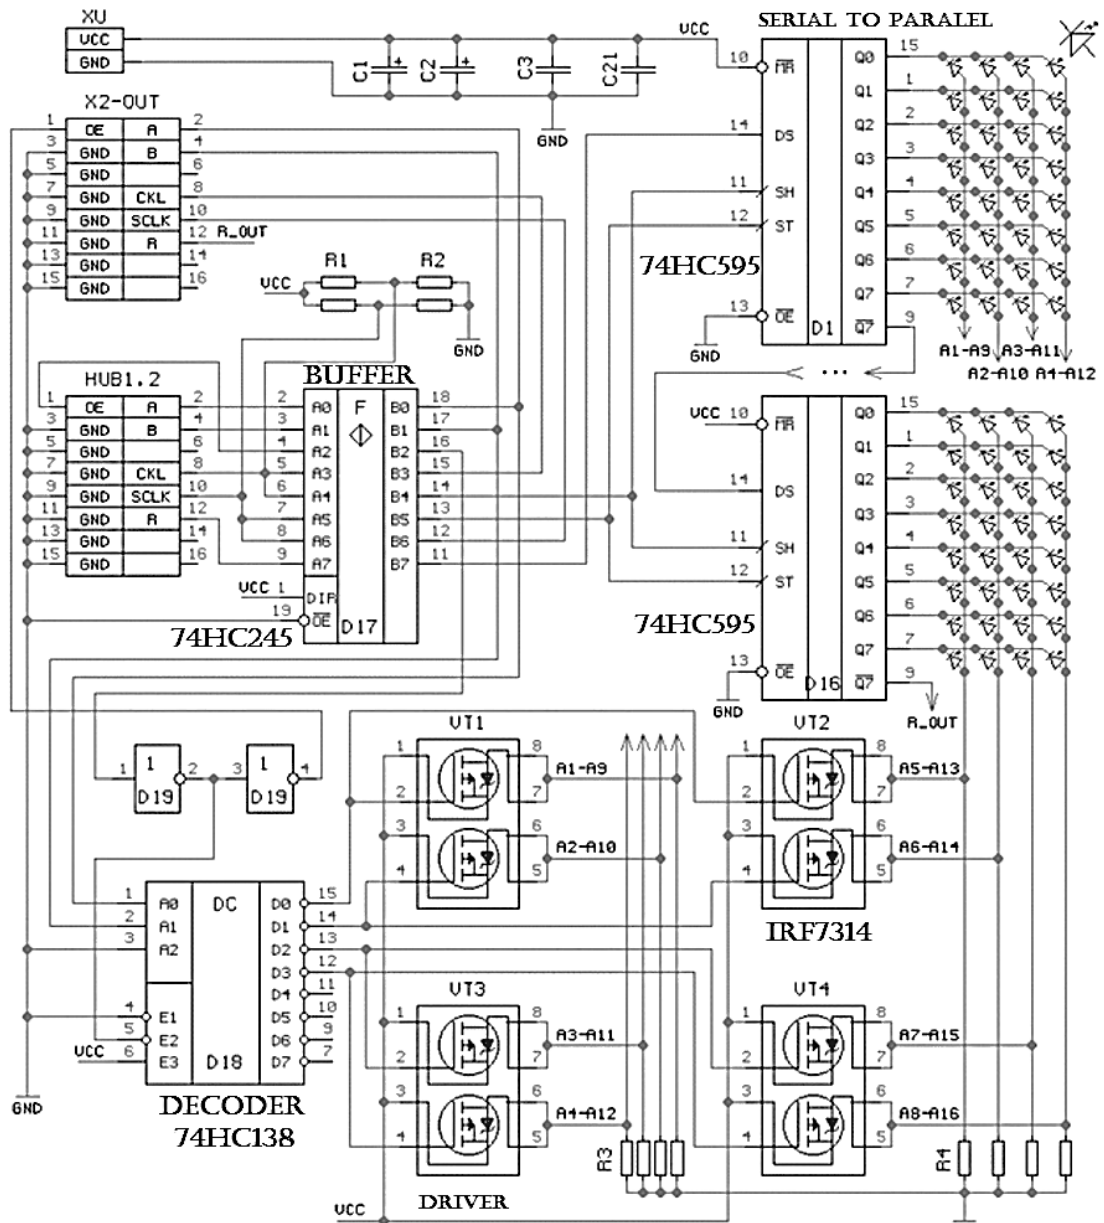 XU
VCC
GND
VCC
C1 C2 C3 C21
GND
X2-OUT
1 OE A 2
3 GND B 4
5 GND 6
7 GND CKL 8
9 GND SCLK 10
11 GND R 12 R_OUT
13 GND 14
15 GND 16
R1 R2
VCC
GND
HUB1.2
1 OE A 2
3 GND B 4
5 GND 6
7 GND CKL 8
9 GND SCLK 10
11 GND R 12
13 GND 14
15 GND 16
BUFFER
2 A0 F B0 18
3 A1 B1 17
4 A2 B2 16
5 A3 B3 15
6 A4 B4 14
7 A5 B5 13
8 A6 B6 12
9 A7 B7 11
VCC 1 DIR
19 OE D17
74HC245
SERIAL TO PARALEL
10 MR Q0 15
Q1 1
14 DS Q2 2
Q3 3
11 SH Q4 4
12 ST Q5 5
Q6 6
Q7 7
13 OE D1 Q7 9
74HC595
GND
A1-A9 A3-A11
A2-A10 A4-A12
...
VCC 10 MR Q0 15
Q1 1
14 DS Q2 2
Q3 3
11 SH Q4 4
12 ST Q5 5
Q6 6
Q7 7
13 OE D16 Q7 9
74HC595
GND
R_OUT
1 1 2 3 1 4
D19 D19
VT1
1 8
2 7 A1-A9
3 6
4 5 A2-A10
VT2
1 8
2 7 A5-A13
3 6
4 5 A6-A14
IRF7314
1 A0 DC D0 15
2 A1 D1 14
3 A2 D2 13
D3 12
D4 11
4 E1 D5 10
5 E2 D6 9
VCC 6 E3 D18 D7 7
GND
DECODER
74HC138
VT3
1 8
2 7 A3-A11
3 6
4 5 A4-A12
VT4
1 8
2 7 A7-A15
3 6
4 5 A8-A16
R3 R4
DRIVER
VCC